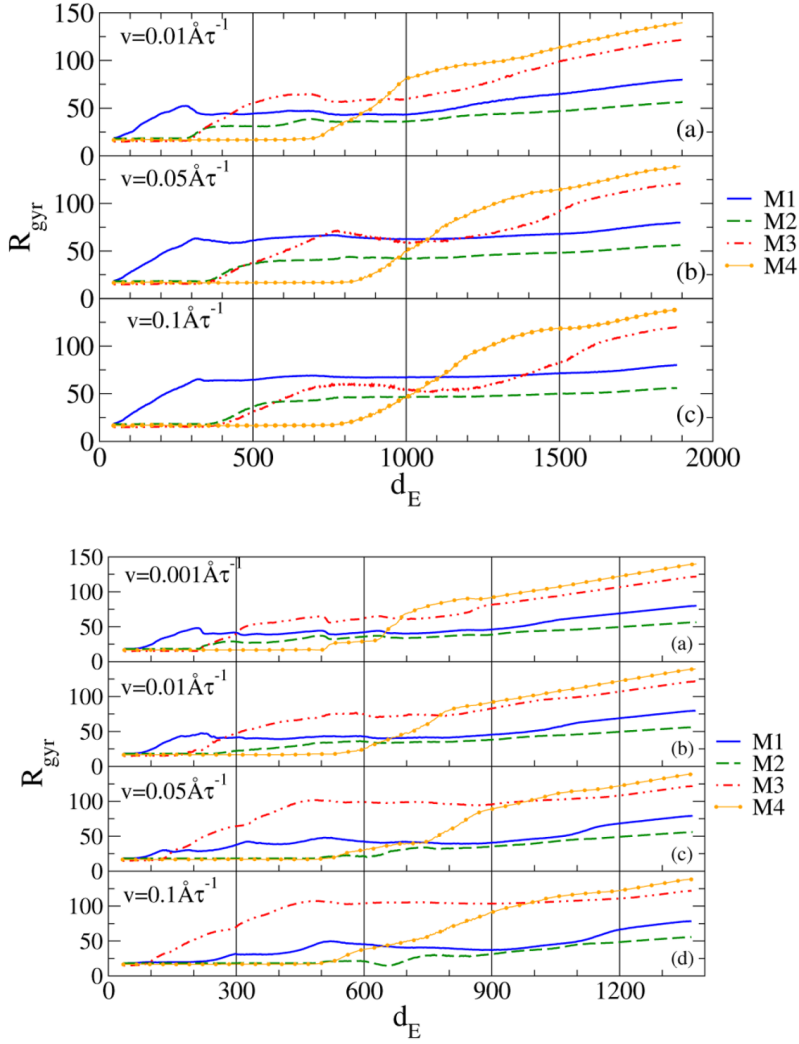 150
v=0.01Åτ⁻¹
100
50
(a)
0
v=0.05Åτ⁻¹
100
50
(b)
0
v=0.1Åτ⁻¹
100
50
(c)
0
R_gyr
0 500 1000 1500 2000
d_E
M1
M2
M3
M4
150
v=0.001Åτ⁻¹
100
50
(a)
0
v=0.01Åτ⁻¹
100
50
(b)
0
v=0.05Åτ⁻¹
100
50
(c)
0
v=0.1Åτ⁻¹
100
50
(d)
0
R_gyr
0 300 600 900 1200
d_E
M1
M2
M3
M4